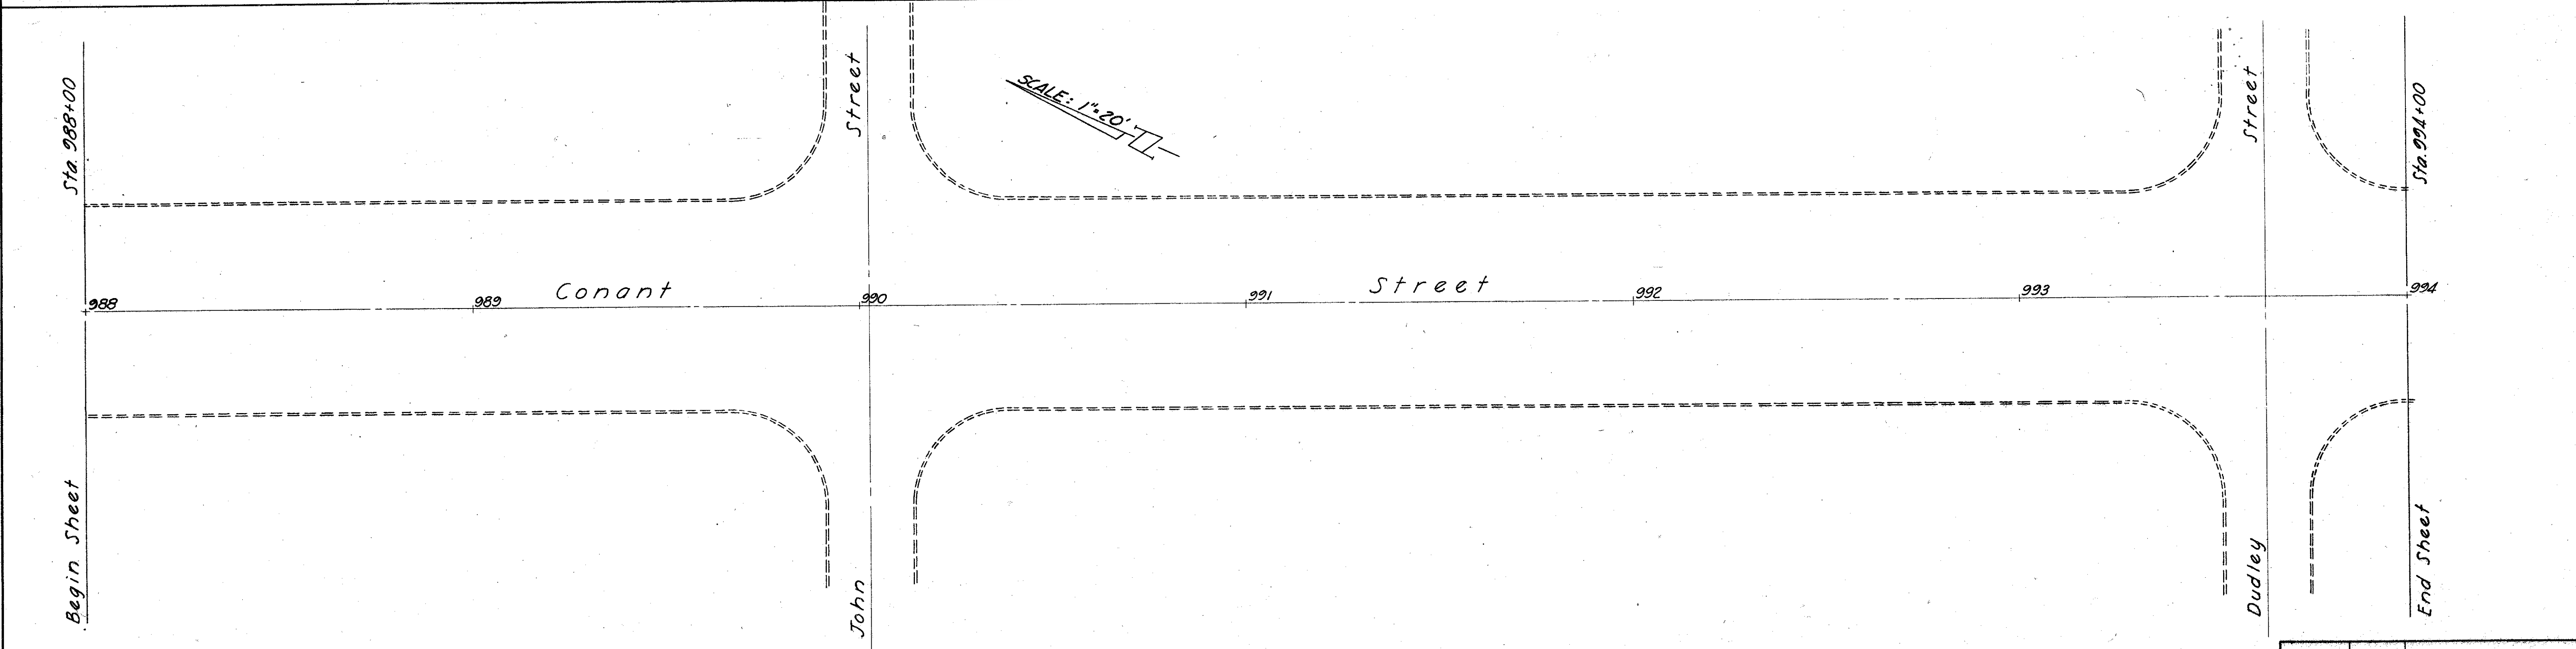 Sta. 988+00
Street
SCALE: 1"=20'
Street
Sta. 994+00
Conant Street
988 989 990 991 992 993 994
Begin Sheet
John
Dudley
End Sheet